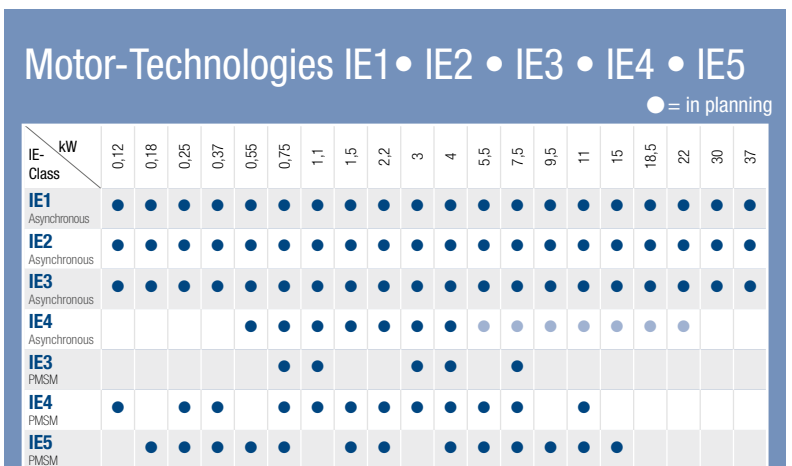 Motor-Technologies IE1• IE2 • IE3 • IE4 • IE5
●= in planning
kW
IE-
Class
0,12 0,18 0,25 0,37 0,55 0,75 1,1 1,5 2,2 3 4 5,5 7,5 9,5 11 15 18,5 22 30 37
IE1
Asynchronous
IE2
Asynchronous
IE3
Asynchronous
IE4
Asynchronous
IE3
PMSM
IE4
PMSM
IE5
PMSM